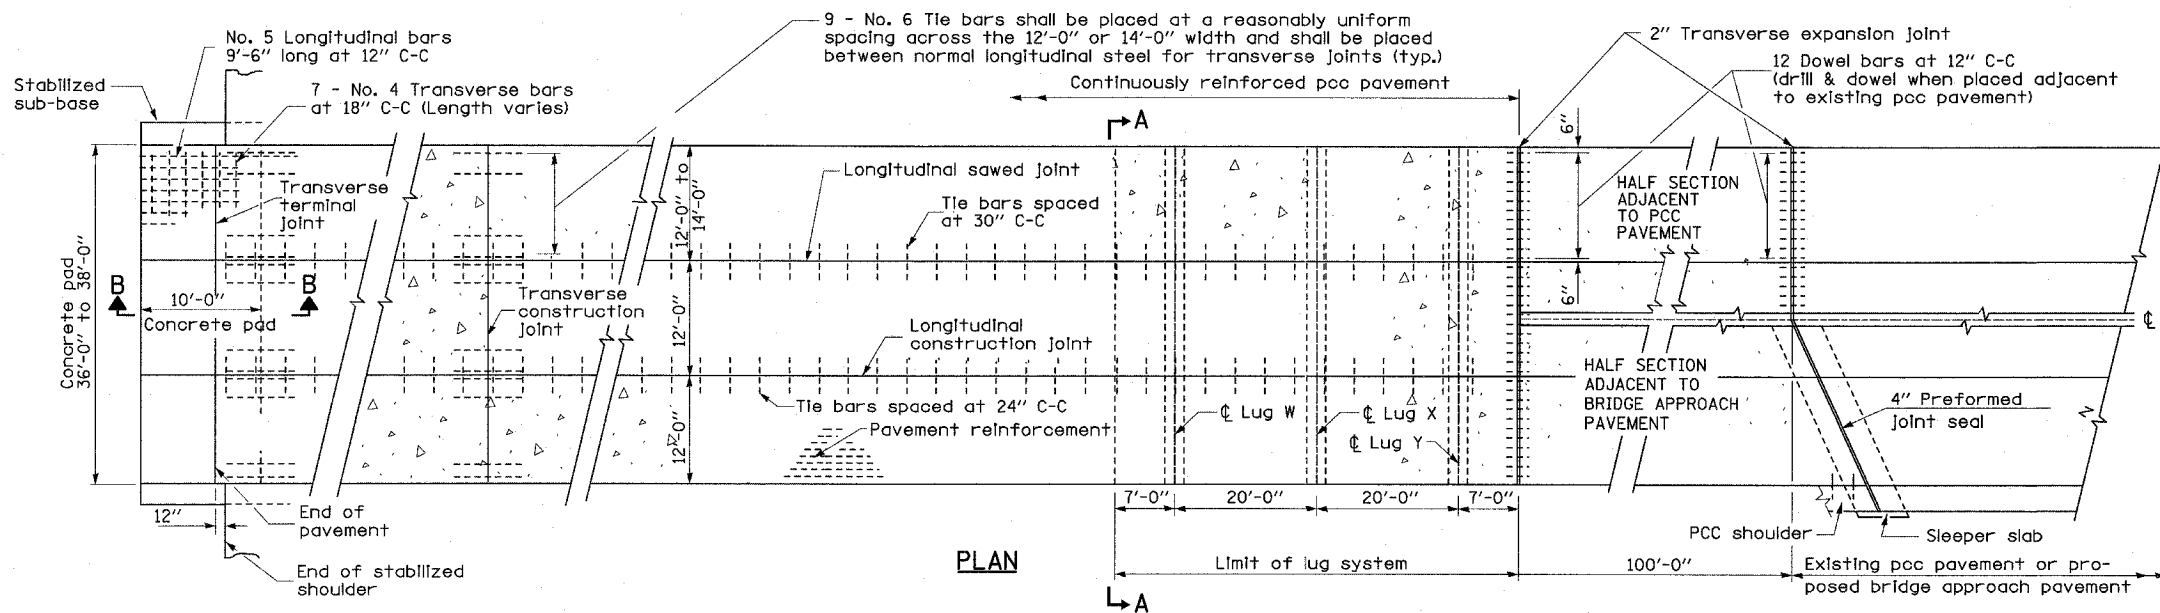 No. 5 Longitudinal bars
9'-6" long at 12" C-C
Stabilized
sub-base
7 - No. 4 Transverse bars
at 18" C-C (Length varies)
9 - No. 6 Tie bars shall be placed at a reasonably uniform
spacing across the 12'-0" or 14'-0" width and shall be placed
between normal longitudinal steel for transverse joints (typ.)
Continuously reinforced pcc pavement
2" Transverse expansion joint
12 Dowel bars at 12" C-C
(drill & dowel when placed adjacent
to existing pcc pavement)
A
6"
12'-0" to
14'-0"
Longitudinal sawed joint
Transverse
terminal
joint
Tie bars spaced
at 30" C-C
HALF SECTION
ADJACENT
TO PCC
PAVEMENT
Concrete pad
36'-0" to 38'-0"
B
B
10'-0"
Concrete pad
Transverse
construction
joint
12'-0"
6"
Longitudinal
construction joint
℄
HALF SECTION
ADJACENT TO
BRIDGE APPROACH
PAVEMENT
Tie bars spaced at 24" C-C
Pavement reinforcement
12'-0"
℄ Lug W
℄ Lug X
℄ Lug Y
4" Preformed
joint seal
7'-0"
20'-0"
20'-0"
7'-0"
12"
End of
pavement
PCC shoulder
Sleeper slab
PLAN
Limit of lug system
100'-0"
Existing pcc pavement or pro-
posed bridge approach pavement
End of stabilized
shoulder
A